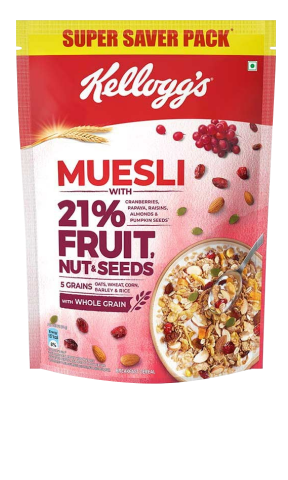 SUPER SAVER PACK*
Kellogg's
MUESLI
WITH
21%
CRANBERRIES,
PAPAYA, RAISINS,
ALMONDS &
PUMPKIN SEEDS
FRUIT,
NUT & SEEDS
5 GRAINS
OATS, WHEAT, CORN,
BARLEY & RICE
WITH WHOLE GRAIN